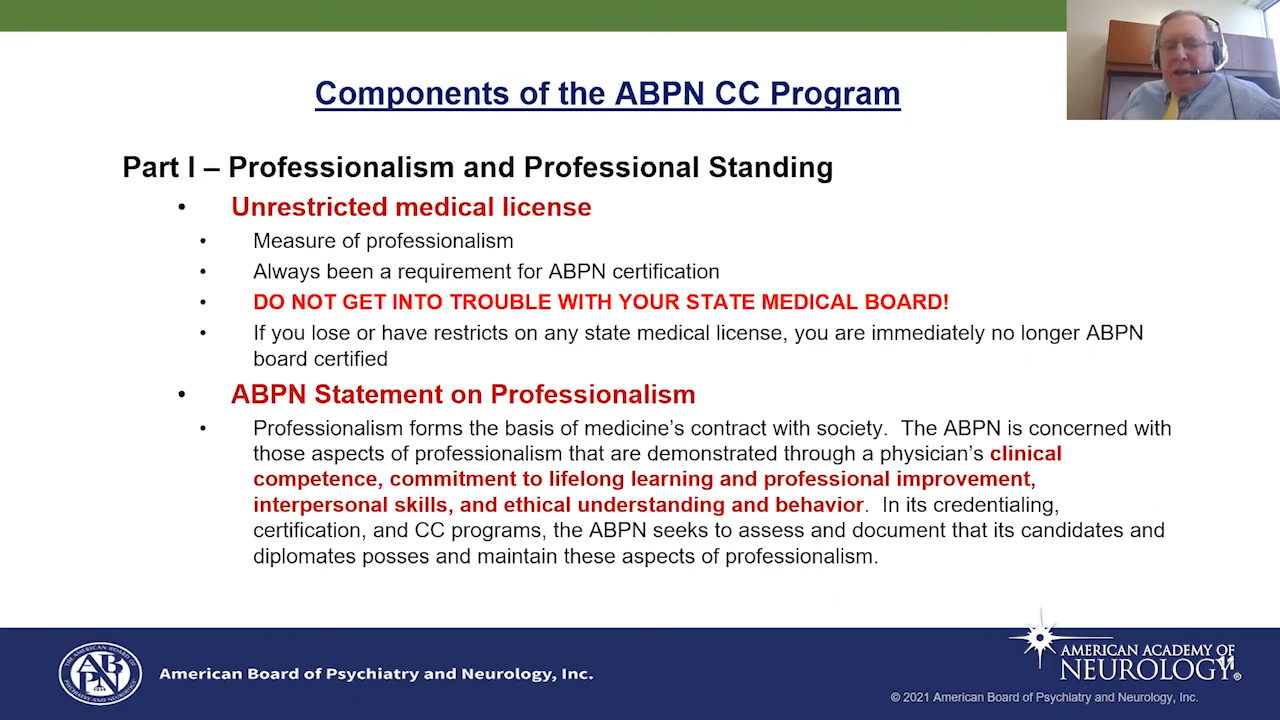 Components of the ABPN CC Program
Part I – Professionalism and Professional Standing
• Unrestricted medical license
• Measure of professionalism
• Always been a requirement for ABPN certification
• DO NOT GET INTO TROUBLE WITH YOUR STATE MEDICAL BOARD!
• If you lose or have restricts on any state medical license, you are immediately no longer ABPN
board certified
• ABPN Statement on Professionalism
• Professionalism forms the basis of medicine’s contract with society. The ABPN is concerned with
those aspects of professionalism that are demonstrated through a physician’s clinical
competence, commitment to lifelong learning and professional improvement,
interpersonal skills, and ethical understanding and behavior. In its credentialing,
certification, and CC programs, the ABPN seeks to assess and document that its candidates and
diplomates posses and maintain these aspects of professionalism.
ABPN
American Board of Psychiatry and Neurology, Inc.
AMERICAN ACADEMY OF
NEUROLOGY®
11
© 2021 American Board of Psychiatry and Neurology, Inc.